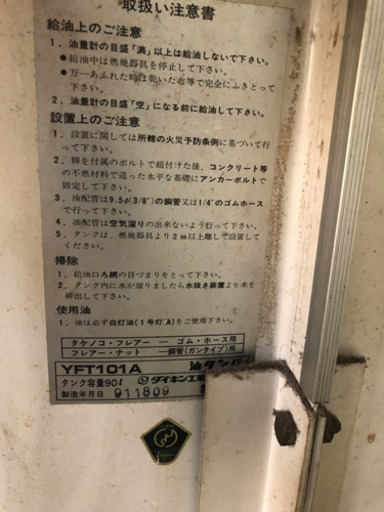 取扱い注意書
給油上のご注意
1. 油量計の目盛「満」以上は給油しないで下さい。
●給油中は燃焼器具を停止して下さい。
●万一あふれた時は乾いた布等で完全にふきとって下さい。
2. 油量計の目盛「空」になる前に給油して下さい。
設置上のご注意
1. 設置に関しては所轄の火災予防条例に基づいて行
って下さい。
2. 脚を付属のボルトで組付けた後、コンクリート等
の不燃材料で造った水平な基礎にアンカーボルトで
固定して下さい。
3. 油配管は9.5φ(3/8")の銅管又は1/4"のゴムホース
で行って下さい。
4. 油配管は空気溜りの出来ないよう行って下さい。
5. タンクは、燃焼器具より2m以上離して設置して
ください。
掃除
1. 給油口ろ網の目づまりをとって下さい。
2. タンク内に水が溜りましたら水抜き装置より水を
排出して下さい。
使用油
1. 油は必ず白灯油(1号灯油)をご使用下さい。
タケノコ・フレアー ― ゴム・ホース用
フレアー・ナット ― 銅管(ガンタイプ)用
YFT101A 油タンク
タンク容量90ℓ ダイキン工
製造年月日 911809